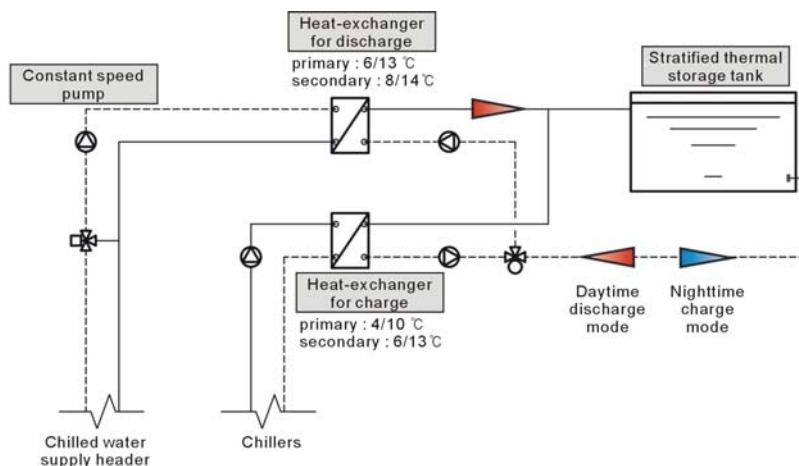 Heat-exchanger
for discharge
primary : 6/13 ℃
secondary : 8/14℃
Constant speed
pump
Stratified thermal
storage tank
Heat-exchanger
for charge
primary : 4/10 ℃
secondary : 6/13℃
Daytime
discharge
mode
Nighttime
charge
mode
Chilled water
supply header
Chillers